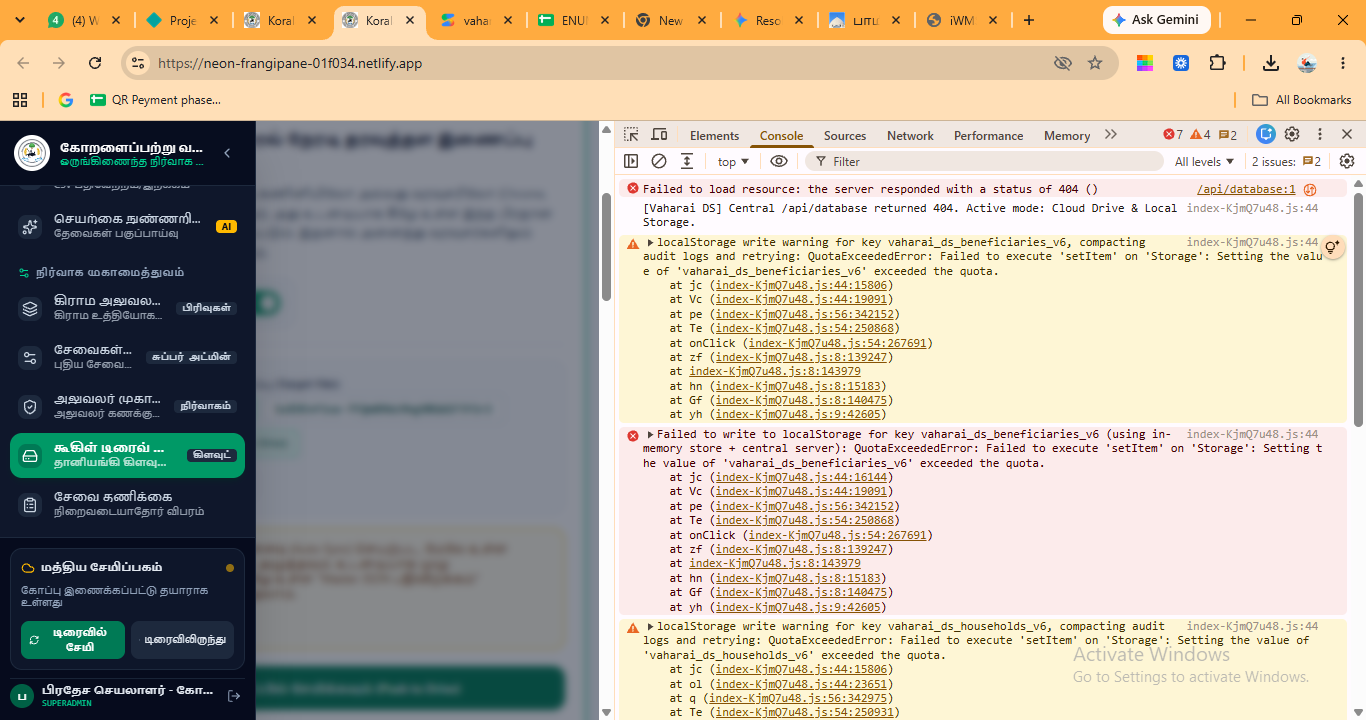 4
(4) W
Proje
Koral
Koral
vahar
ENUI
New
Reso
iWM
Ask Gemini
https://neon-frangipane-01f034.netlify.app
QR Peyment phase...
All Bookmarks
கோறளைப்பற்று வ...
ஒருங்கிணைந்த நிர்வாக ...
செயற்கை நுண்ணறி...
தேவைகள் பகுப்பாய்வு
AI
நிர்வாக முகாமைத்துவம்
கிராம அலுவல...
கிராம உத்தியோக...
பிரிவுகள்
சேவைகள்...
புதிய சேவை...
சுப்பர் அட்மின்
அலுவலர் முகா...
அலுவலர் கணக்கு...
நிர்வாகம்
கூகிள் டிரைவ் ...
தானியங்கி கிளவு...
கிளவுட்
சேவை தணிக்கை
நிறைவடையாதோர் விபரம்
மத்திய சேமிப்பகம்
கோப்பு இணைக்கப்பட்டு தயாராக
உள்ளது
டிரைவில்
சேமி
டிரைவிலிருந்து
ப
பிரதேச செயலாளர் - கோ...
SUPERADMIN
Elements
Console
Sources
Network
Performance
Memory
7
4
2
top
Filter
All levels
2 issues:
2
Failed to load resource: the server responded with a status of 404 () /api/database:1
[Vaharai DS] Central /api/database returned 404. Active mode: Cloud Drive & Local index-KjmQ7u48.js:44
Storage.
localStorage write warning for key vaharai_ds_beneficiaries_v6, compacting index-KjmQ7u48.js:44
audit logs and retrying: QuotaExceededError: Failed to execute 'setItem' on 'Storage': Setting the valu
e of 'vaharai_ds_beneficiaries_v6' exceeded the quota.
at jc (index-KjmQ7u48.js:44:15806)
at Vc (index-KjmQ7u48.js:44:19091)
at pe (index-KjmQ7u48.js:56:342152)
at Te (index-KjmQ7u48.js:54:250868)
at onClick (index-KjmQ7u48.js:54:267691)
at zf (index-KjmQ7u48.js:8:139247)
at index-KjmQ7u48.js:8:143979
at hn (index-KjmQ7u48.js:8:15183)
at Gf (index-KjmQ7u48.js:8:140475)
at yh (index-KjmQ7u48.js:9:42605)
Failed to write to localStorage for key vaharai_ds_beneficiaries_v6 (using in- index-KjmQ7u48.js:44
memory store + central server): QuotaExceededError: Failed to execute 'setItem' on 'Storage': Setting t
he value of 'vaharai_ds_beneficiaries_v6' exceeded the quota.
at jc (index-KjmQ7u48.js:44:16144)
at Vc (index-KjmQ7u48.js:44:19091)
at pe (index-KjmQ7u48.js:56:342152)
at Te (index-KjmQ7u48.js:54:250868)
at onClick (index-KjmQ7u48.js:54:267691)
at zf (index-KjmQ7u48.js:8:139247)
at index-KjmQ7u48.js:8:143979
at hn (index-KjmQ7u48.js:8:15183)
at Gf (index-KjmQ7u48.js:8:140475)
at yh (index-KjmQ7u48.js:9:42605)
localStorage write warning for key vaharai_ds_households_v6, compacting audit index-KjmQ7u48.js:44
logs and retrying: QuotaExceededError: Failed to execute 'setItem' on 'Storage': Setting the value of
'vaharai_ds_households_v6' exceeded the quota.
at jc (index-KjmQ7u48.js:44:15806)
at ol (index-KjmQ7u48.js:44:23651)
at q (index-KjmQ7u48.js:56:342975)
at Te (index-KjmQ7u48.js:54:250931)
Activate Windows
Go to Settings to activate Windows.